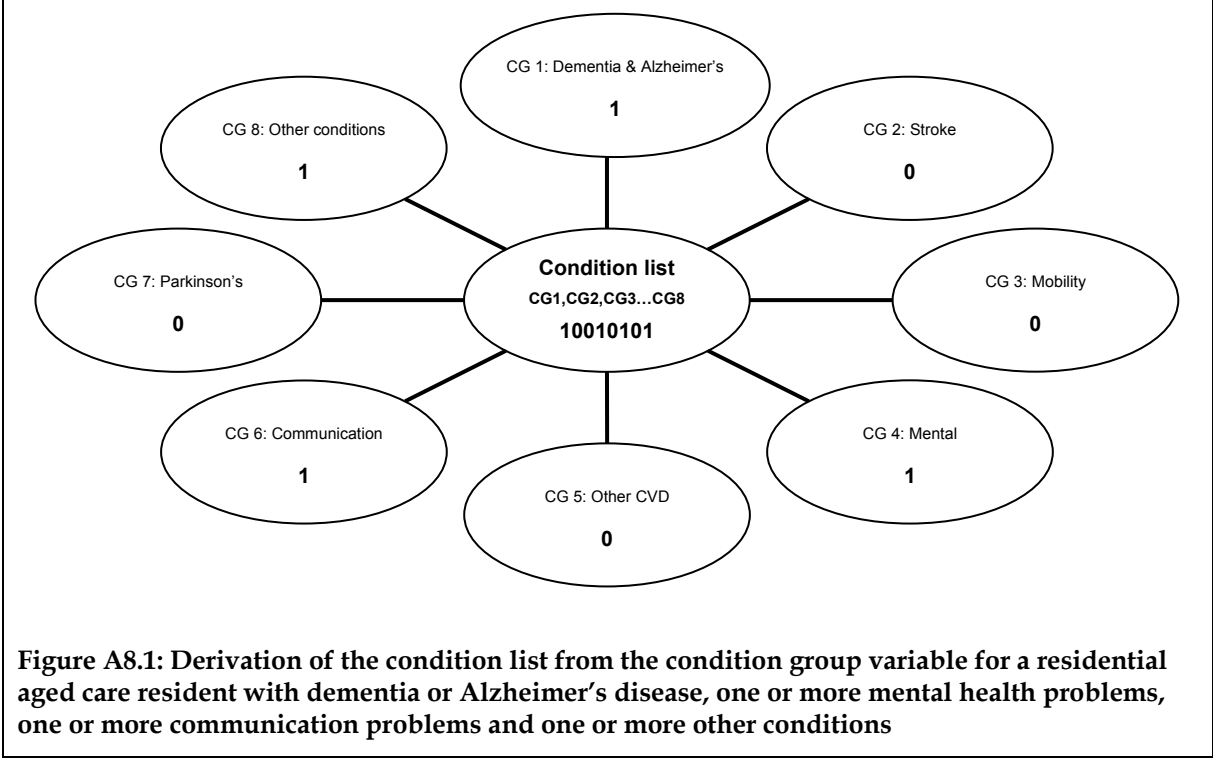 CG 1: Dementia & Alzheimer's
1
CG 8: Other conditions
1
CG 2: Stroke
0
CG 7: Parkinson's
0
Condition list
CG1,CG2,CG3...CG8
10010101
CG 3: Mobility
0
CG 6: Communication
1
CG 4: Mental
1
CG 5: Other CVD
0
Figure A8.1: Derivation of the condition list from the condition group variable for a residential
aged care resident with dementia or Alzheimer's disease, one or more mental health problems,
one or more communication problems and one or more other conditions